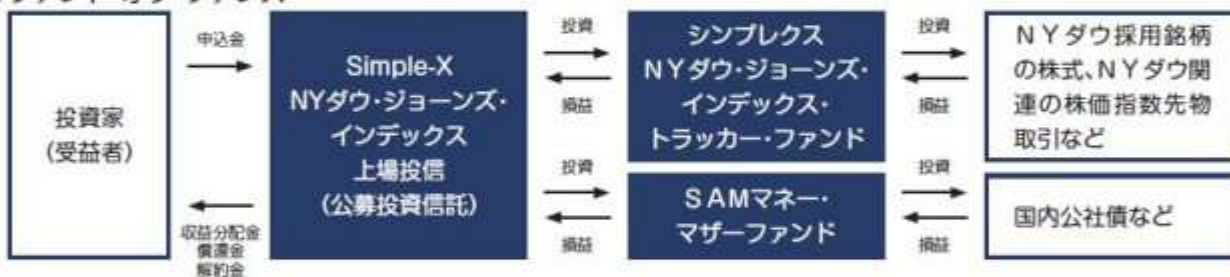 投資家
(受益者)
申込金
収益分配金
償還金
解約金
Simple-X
NYダウ・ジョーンズ・
インデックス
上場投信
(公募投資信託)
投資
損益
投資
損益
シンプレクス
NYダウ・ジョーンズ・
インデックス・
トラッカー・ファンド
SAMマネー・
マザーファンド
投資
損益
投資
損益
NYダウ採用銘柄
の株式、NYダウ関
連の株価指数先物
取引など
国内公社債など